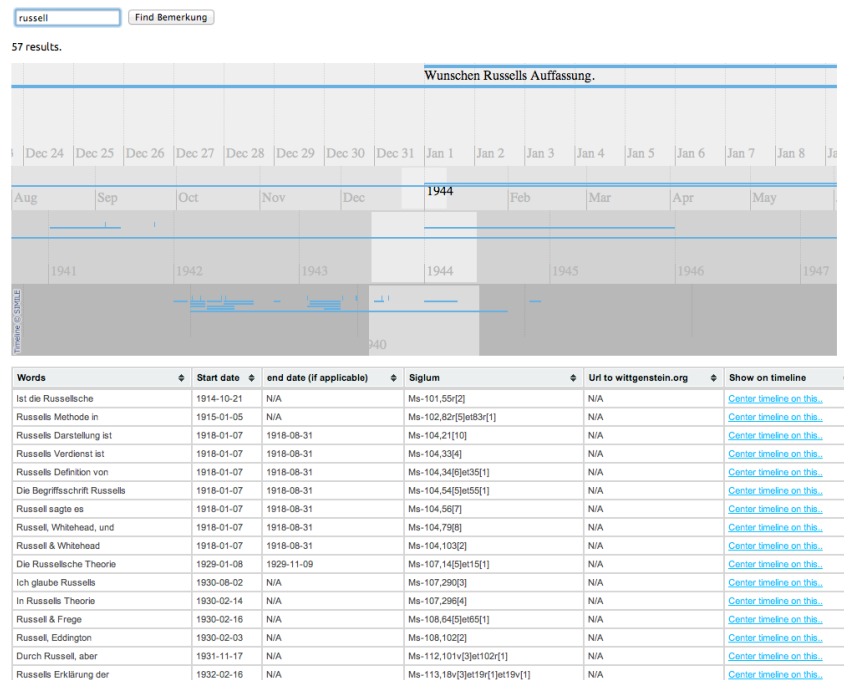 russell Find Bemerkung
57 results.
Wunschen Russells Auffassung.
Dec 24 Dec 25 Dec 26 Dec 27 Dec 28 Dec 29 Dec 30 Dec 31 Jan 1 Jan 2 Jan 3 Jan 4 Jan 5 Jan 6 Jan 7 Jan 8 Ja
Aug Sep Oct Nov Dec 1944 Feb Mar Apr May
1941 1942 1943 1944 1945 1946 1947
Timeline © SIMILE
940
Words Start date end date (if applicable) Siglum Url to wittgenstein.org Show on timeline
Ist die Russellsche 1914-10-21 N/A Ms-101,55r[2] N/A Center timeline on this..
Russells Methode in 1915-01-05 N/A Ms-102,82r[5]et83r[1] N/A Center timeline on this..
Russells Darstellung ist 1918-01-07 1918-08-31 Ms-104,21[10] N/A Center timeline on this..
Russells Verdienst ist 1918-01-07 1918-08-31 Ms-104,33[4] N/A Center timeline on this..
Russells Definition von 1918-01-07 1918-08-31 Ms-104,34[6]et35[1] N/A Center timeline on this..
Die Begriffsschrift Russells 1918-01-07 1918-08-31 Ms-104,54[5]et55[1] N/A Center timeline on this..
Russell sagte es 1918-01-07 1918-08-31 Ms-104,56[7] N/A Center timeline on this..
Russell, Whitehead, und 1918-01-07 1918-08-31 Ms-104,79[8] N/A Center timeline on this..
Russell & Whitehead 1918-01-07 1918-08-31 Ms-104,103[2] N/A Center timeline on this..
Die Russellsche Theorie 1929-01-08 1929-11-09 Ms-107,14[5]et15[1] N/A Center timeline on this..
Ich glaube Russells 1930-08-02 N/A Ms-107,290[3] N/A Center timeline on this..
In Russells Theorie 1930-02-14 N/A Ms-107,296[4] N/A Center timeline on this..
Russell & Frege 1930-02-16 N/A Ms-108,64[5]et65[1] N/A Center timeline on this..
Russell, Eddington 1930-02-03 N/A Ms-108,102[2] N/A Center timeline on this..
Durch Russell, aber 1931-11-17 N/A Ms-112,101v[3]et102r[1] N/A Center timeline on this..
Russells Erklärung der 1932-02-16 N/A Ms-113,18v[3]et19r[1]et19v[1] N/A Center timeline on this..